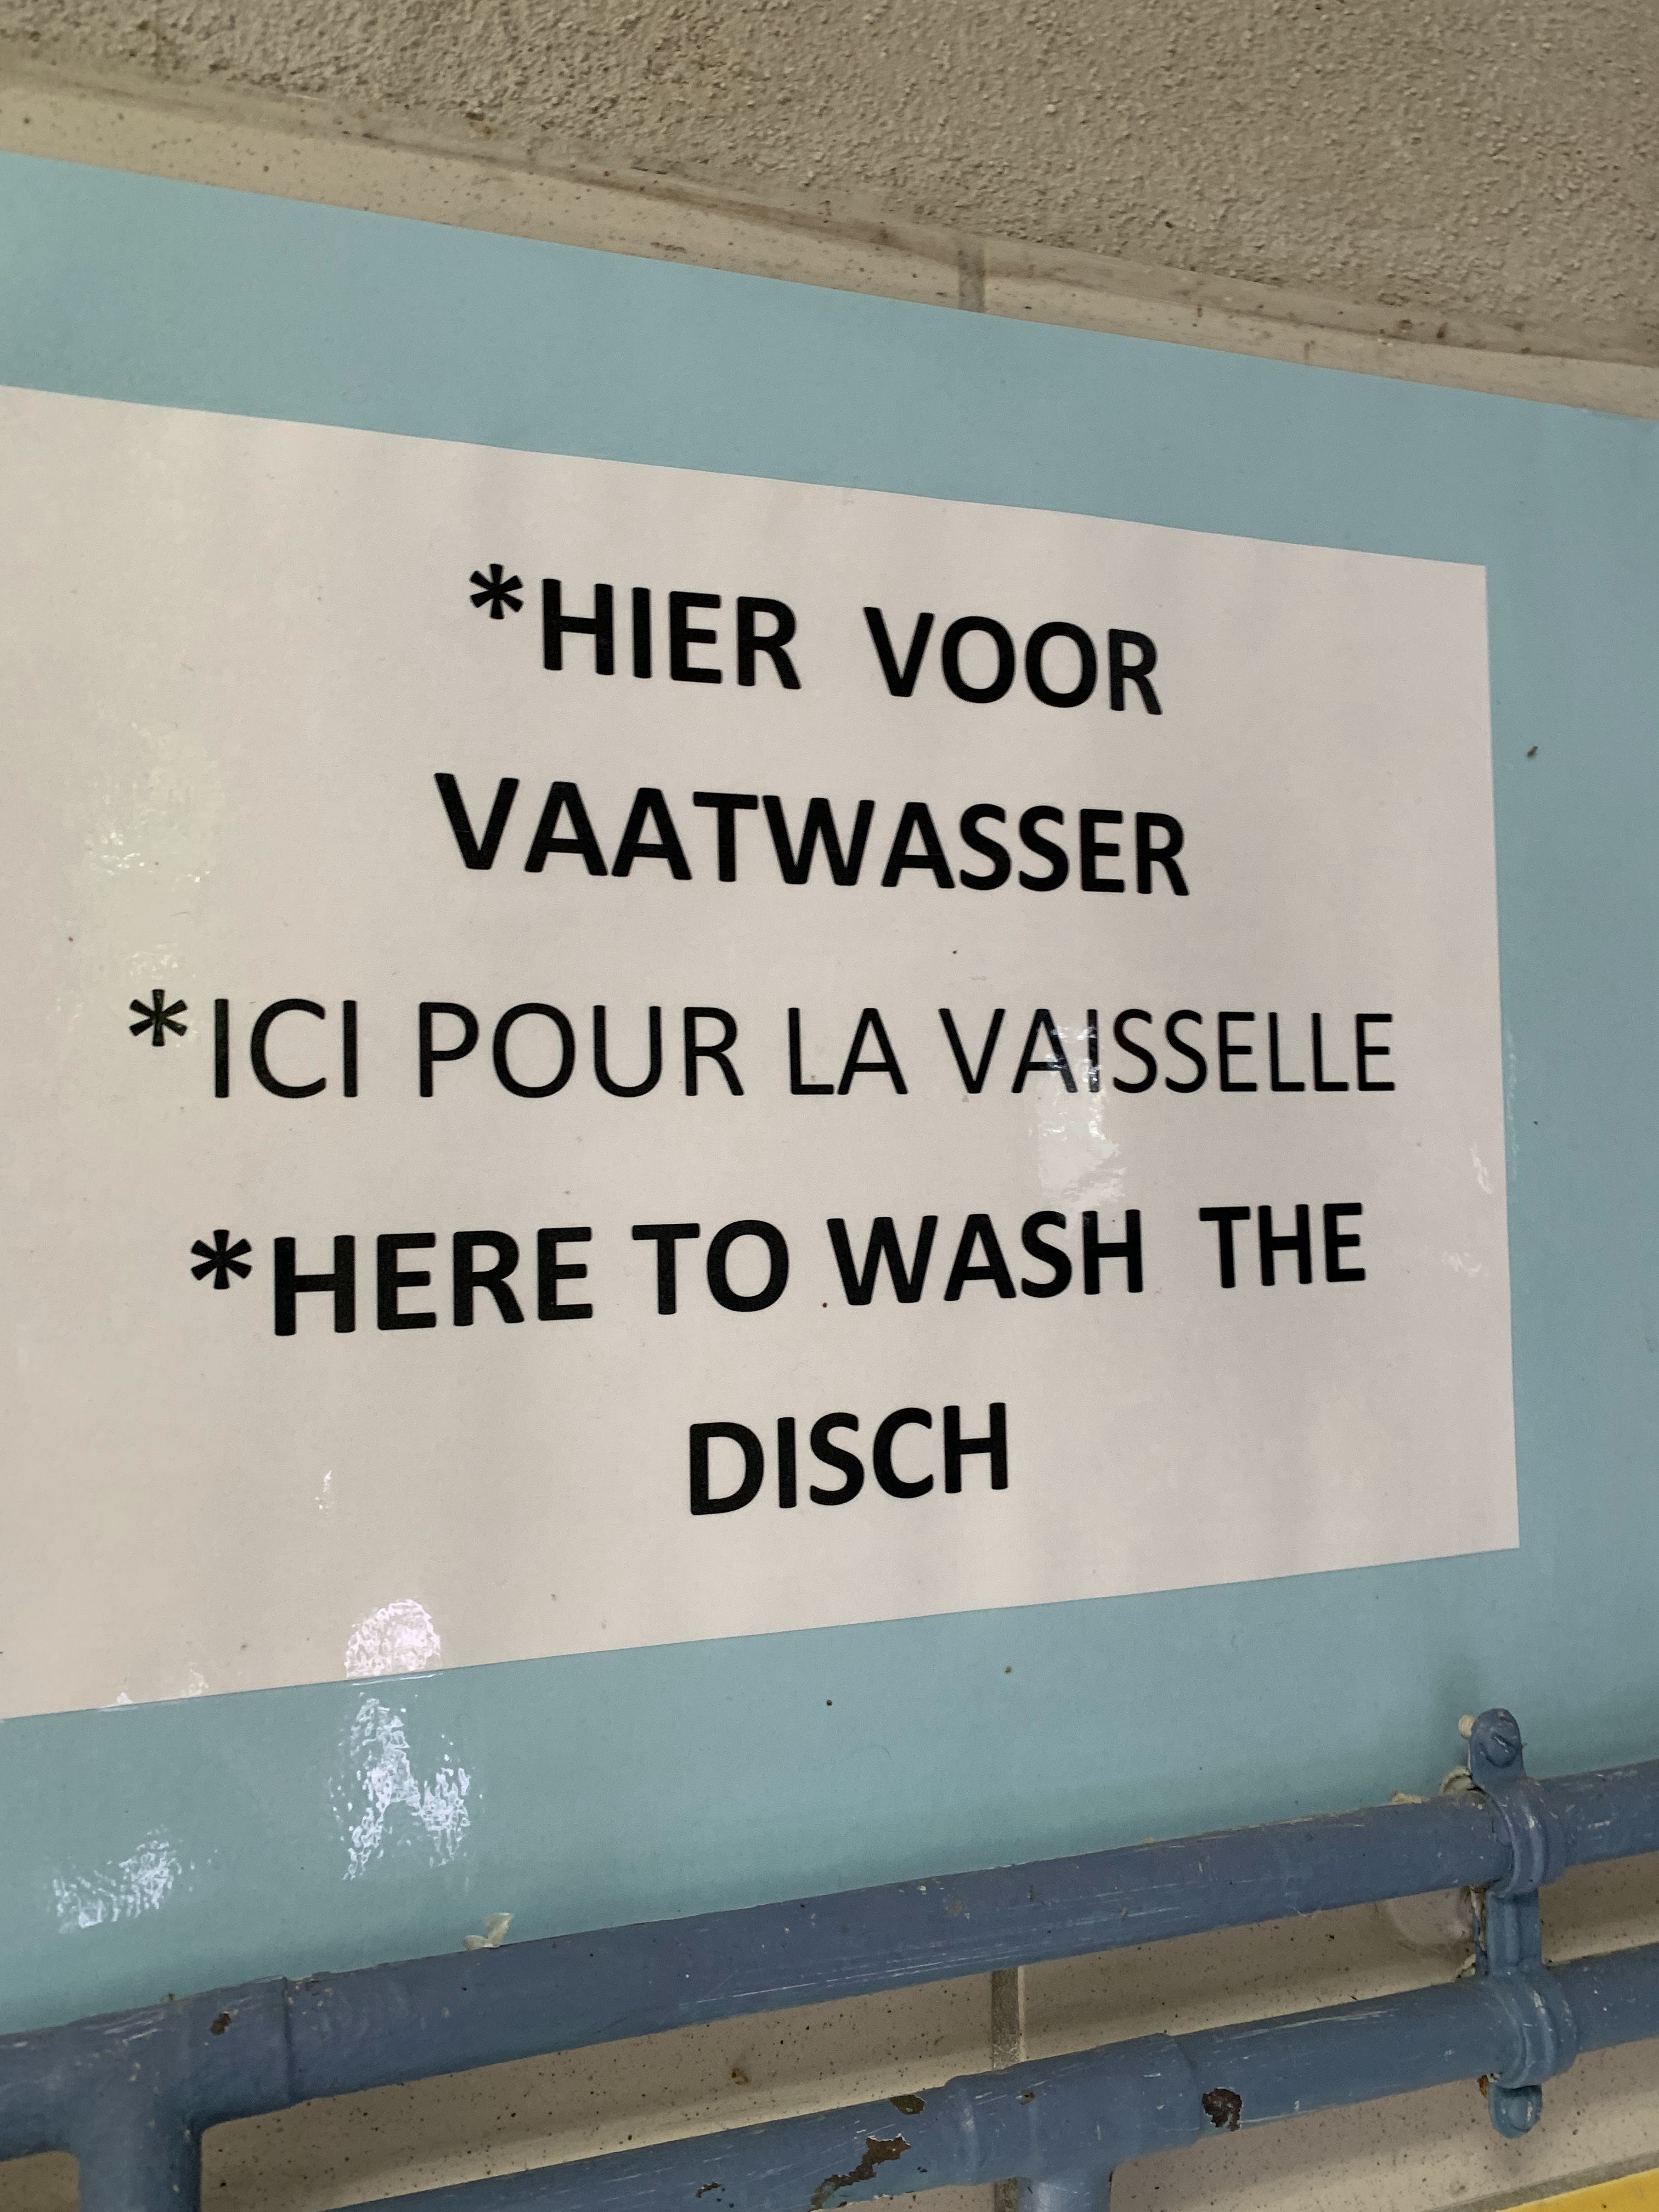 *HIER VOOR
VAATWASSER
*ICI POUR LA VAISSELLE
*HERE TO WASH THE
DISCH